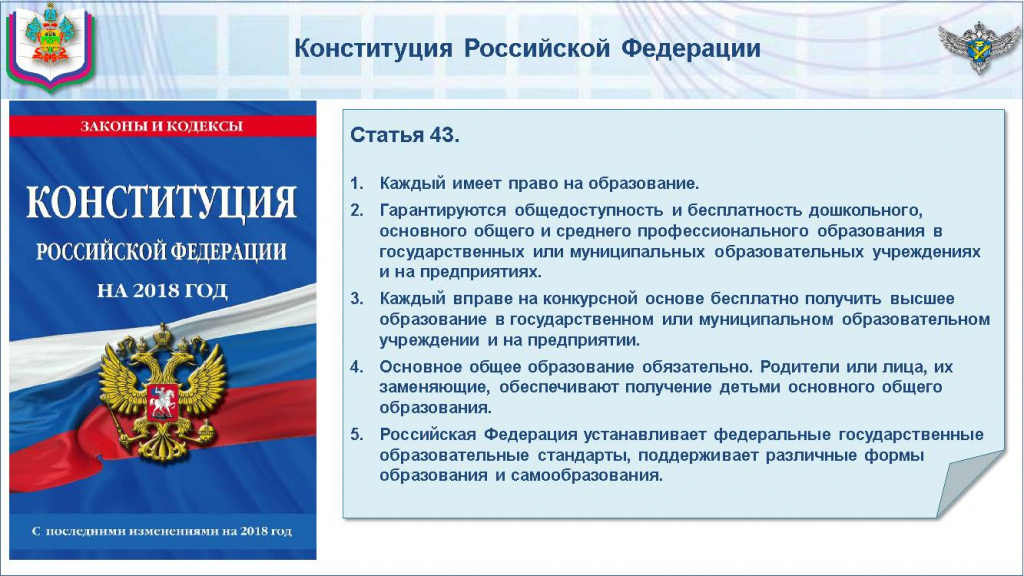 Конституция Российской Федерации
ЗАКОНЫ И КОДЕКСЫ
КОНСТИТУЦИЯ
РОССИЙСКОЙ ФЕДЕРАЦИИ
НА 2018 ГОД
С последними изменениями на 2018 год
Статья 43.
1. Каждый имеет право на образование.
2. Гарантируются общедоступность и бесплатность дошкольного,
основного общего и среднего профессионального образования в
государственных или муниципальных образовательных учреждениях
и на предприятиях.
3. Каждый вправе на конкурсной основе бесплатно получить высшее
образование в государственном или муниципальном образовательном
учреждении и на предприятии.
4. Основное общее образование обязательно. Родители или лица, их
заменяющие, обеспечивают получение детьми основного общего
образования.
5. Российская Федерация устанавливает федеральные государственные
образовательные стандарты, поддерживает различные формы
образования и самообразования.